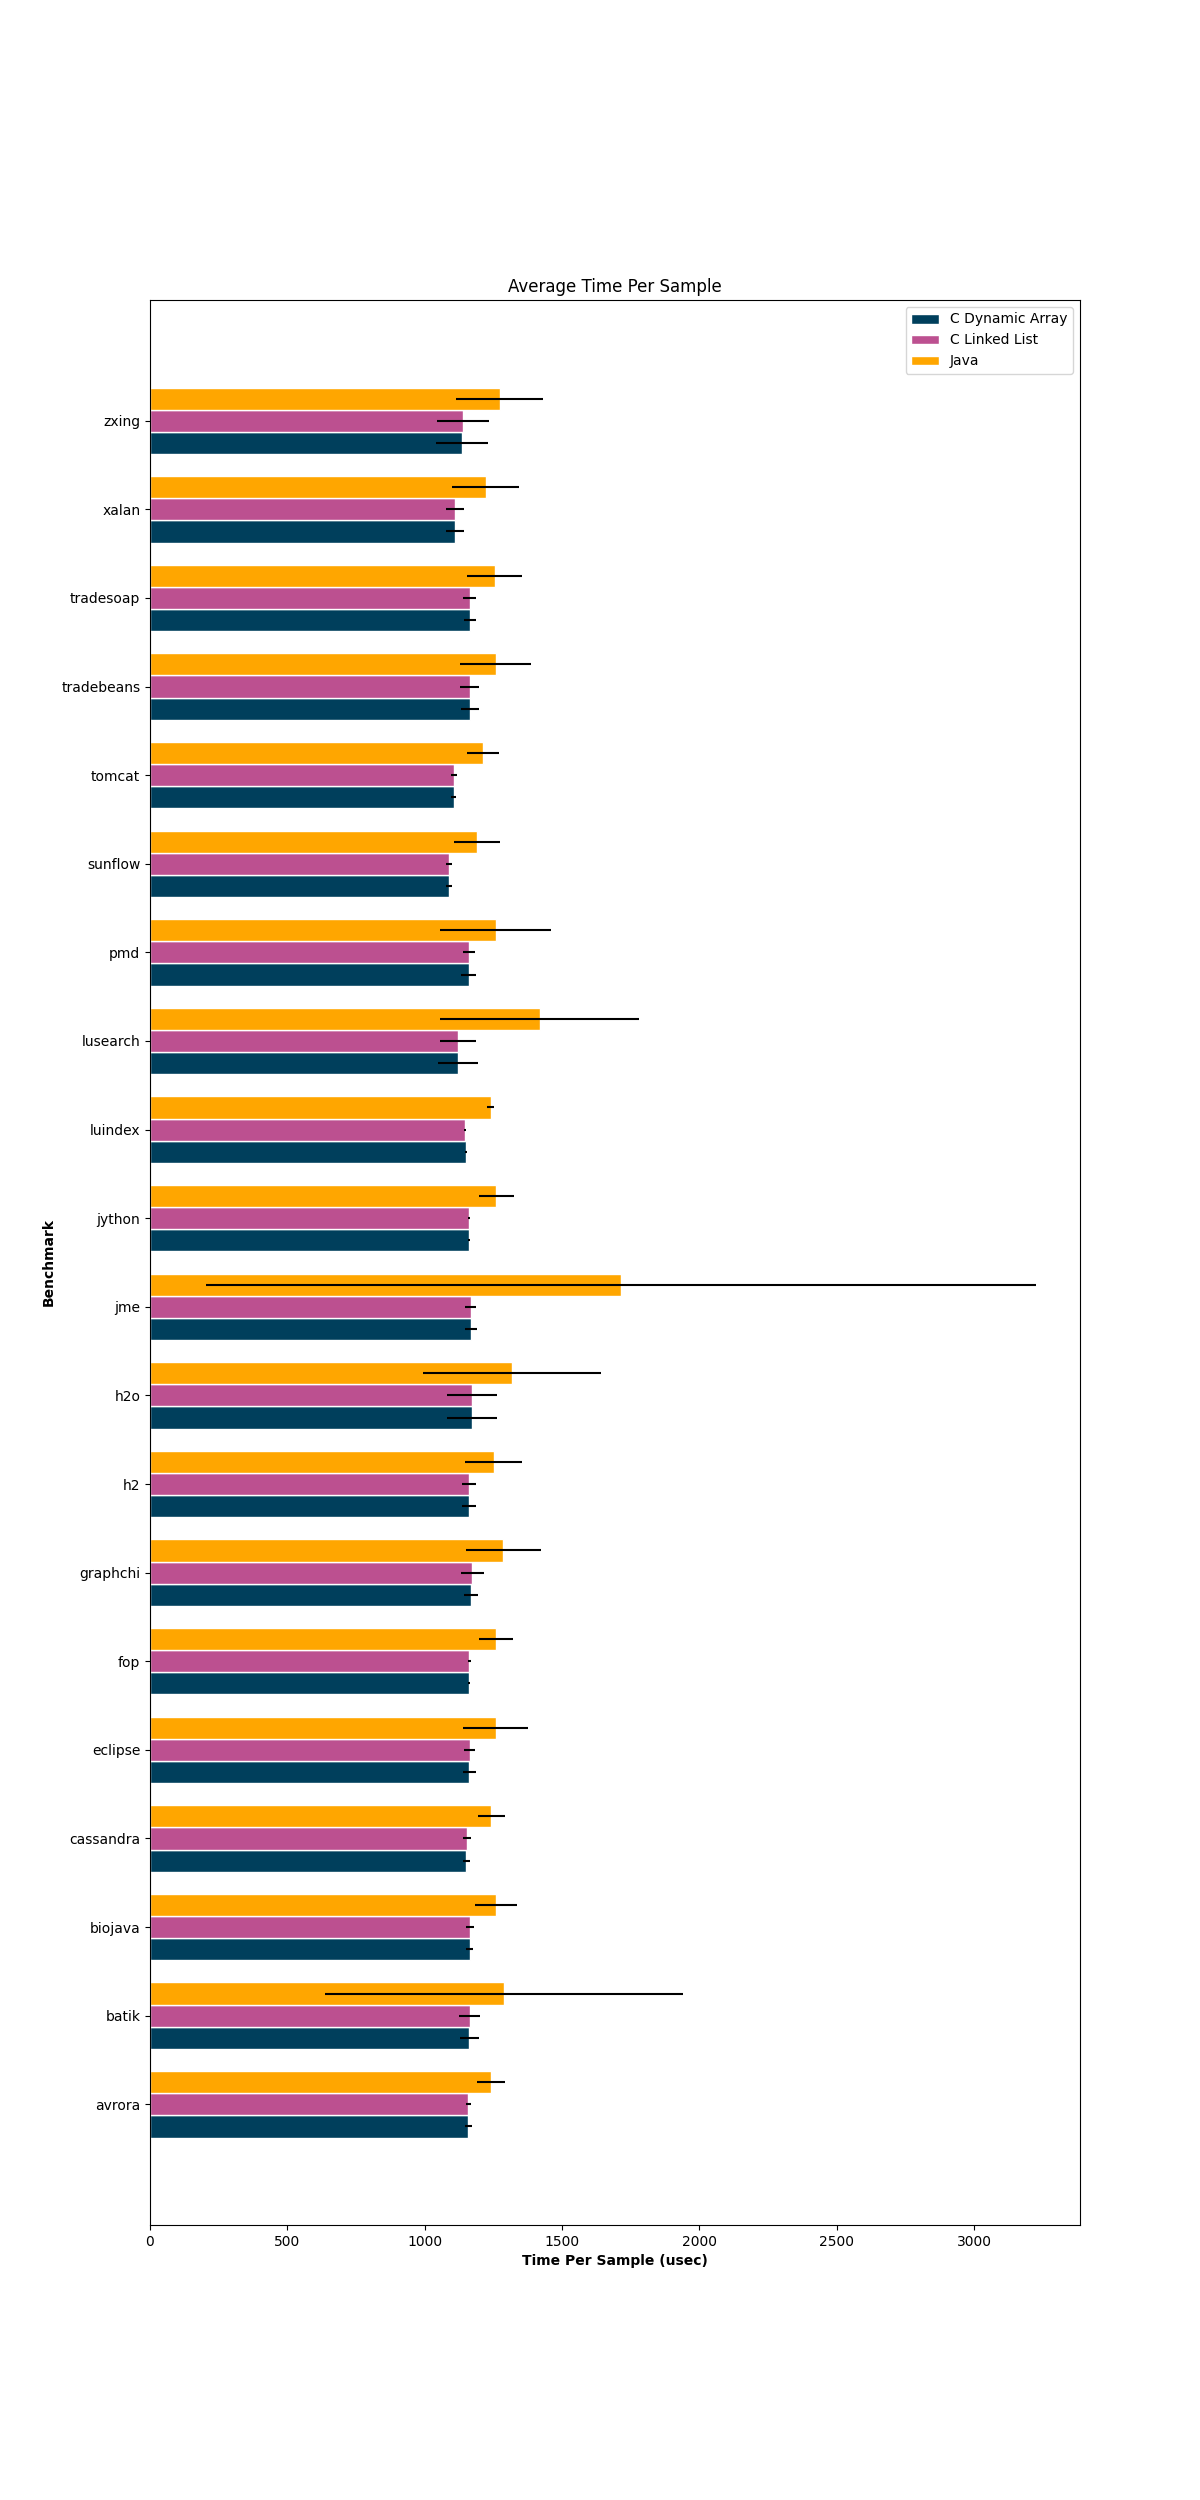 Average Time Per Sample
C Dynamic Array
C Linked List
Java
zxing
xalan
tradesoap
tradebeans
tomcat
sunflow
pmd
lusearch
luindex
jython
jme
h2o
h2
graphchi
fop
eclipse
cassandra
biojava
batik
avrora
Benchmark
0 500 1000 1500 2000 2500 3000
Time Per Sample (usec)